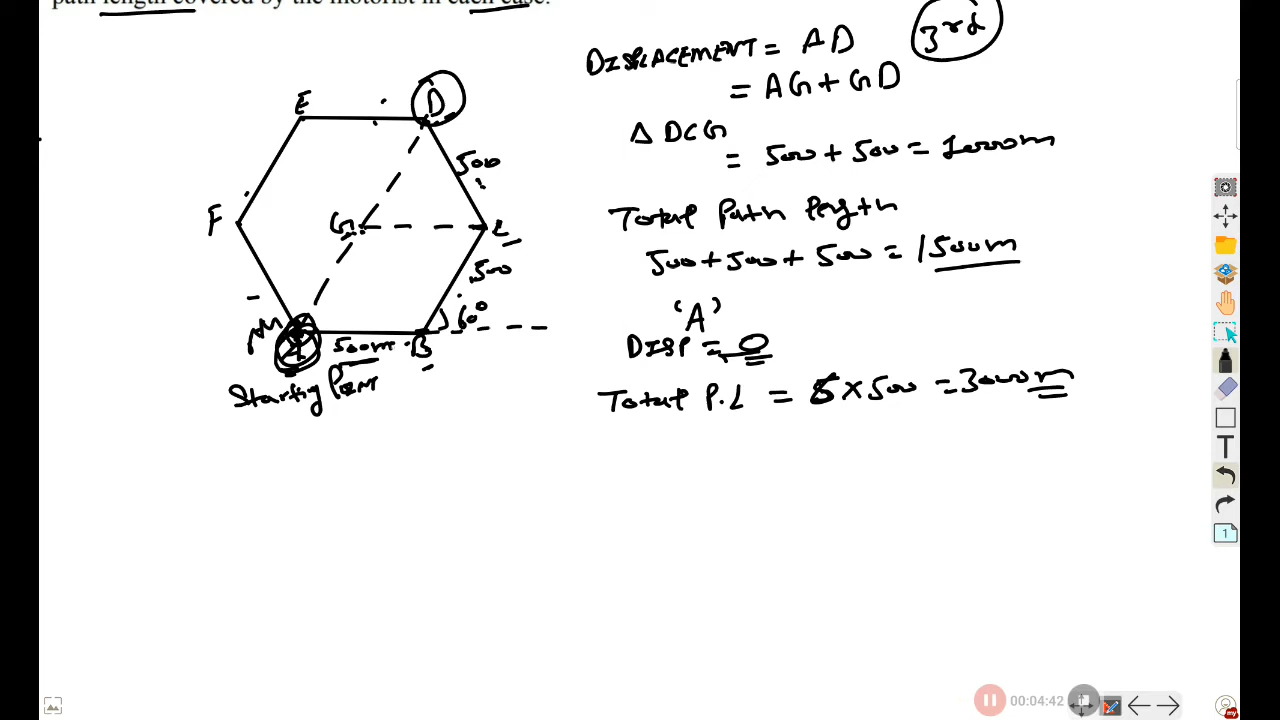 path length covered by the motorist in each case.
3rd
DISPLACEMENT = AD
= AG + GD
Δ DCG
= 500 + 500 = 1000m
Total Path length
500 + 500 + 500 = 1500m
'A'
DISP = 0
Total P.L = 6 × 500 = 3000m
E
D
500
F
G
C
500
60°
500m
B
Starting Point
T
1
00:04:42